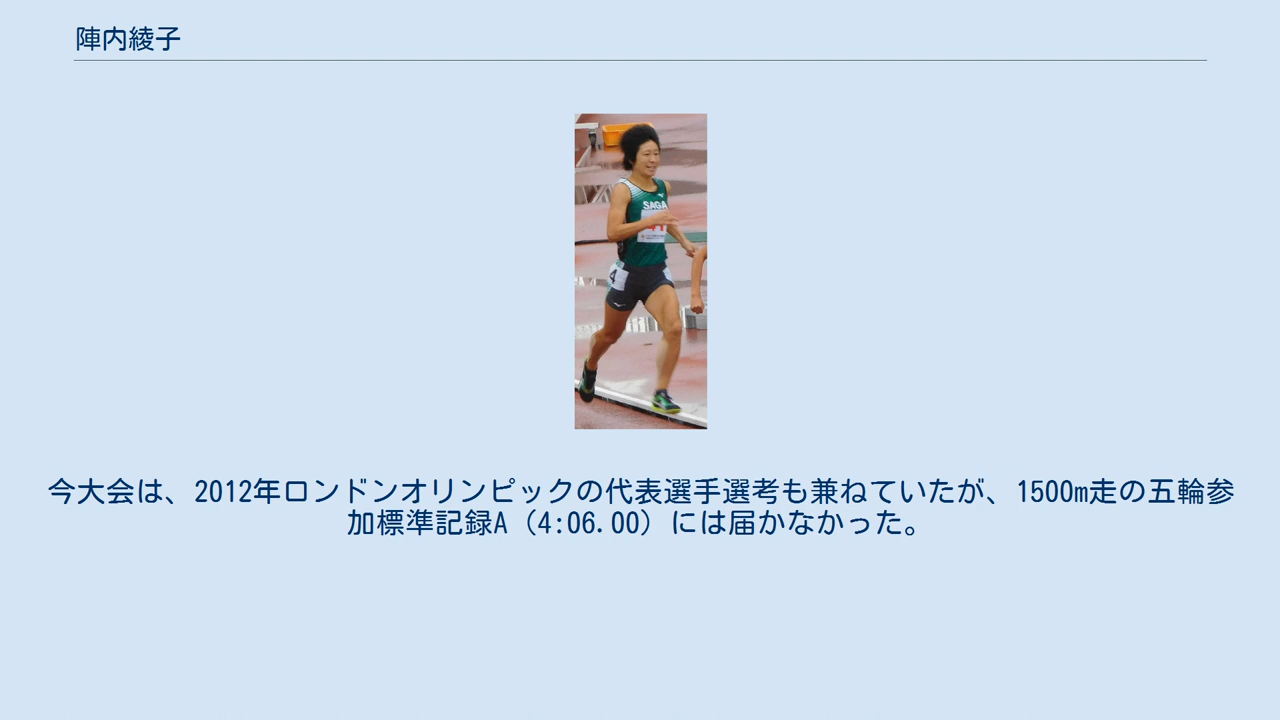 陣内綾子
SAGA
4
今大会は、2012年ロンドンオリンピックの代表選手選考も兼ねていたが、1500m走の五輪参
加標準記録A（4:06.00）には届かなかった。